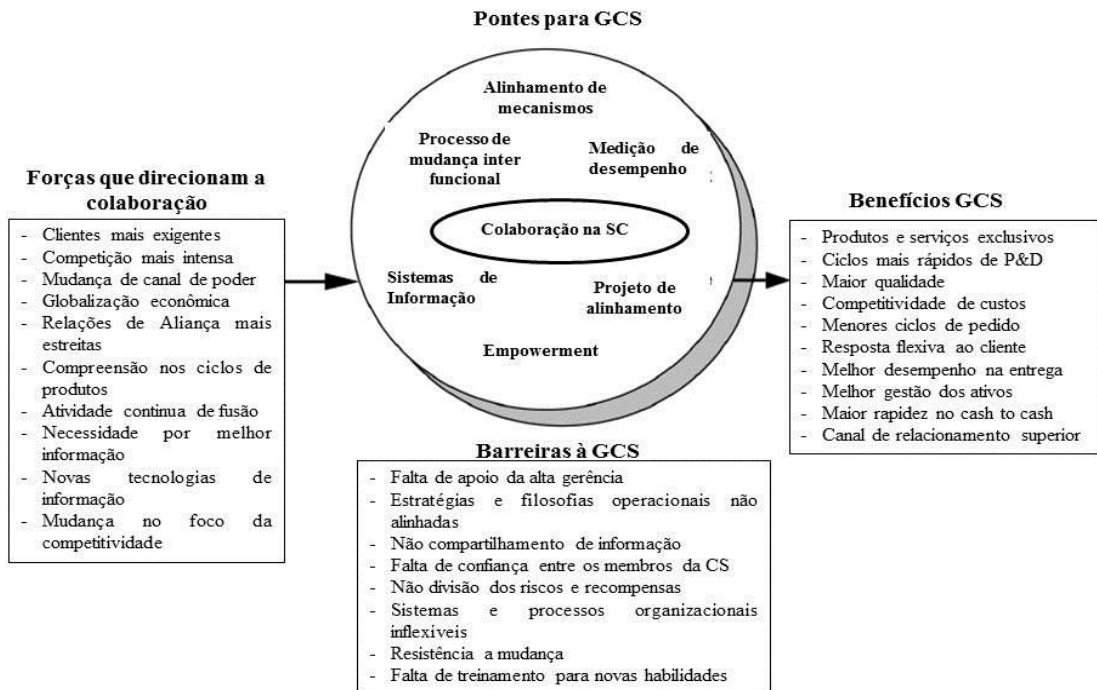 Pontes para GCS
Alinhamento de
mecanismos
Processo de
mudança inter
funcional
Medição de
desempenho
Colaboração na SC
Sistemas de
Informação
Projeto de
alinhamento
Empowerment
Forças que direcionam a
colaboração
- Clientes mais exigentes
- Competição mais intensa
- Mudança de canal de poder
- Globalização econômica
- Relações de Aliança mais
estreitas
- Compreensão nos ciclos de
produtos
- Atividade continua de fusão
- Necessidade por melhor
informação
- Novas tecnologias de
informação
- Mudança no foco da
competitividade
Barreiras à GCS
- Falta de apoio da alta gerência
- Estratégias e filosofias operacionais não
alinhadas
- Não compartilhamento de informação
- Falta de confiança entre os membros da CS
- Não divisão dos riscos e recompensas
- Sistemas e processos organizacionais
inflexíveis
- Resistência a mudança
- Falta de treinamento para novas habilidades
Benefícios GCS
- Produtos e serviços exclusivos
- Ciclos mais rápidos de P&D
- Maior qualidade
- Competitividade de custos
- Menores ciclos de pedido
- Resposta flexiva ao cliente
- Melhor desempenho na entrega
- Melhor gestão dos ativos
- Maior rapidez no cash to cash
- Canal de relacionamento superior